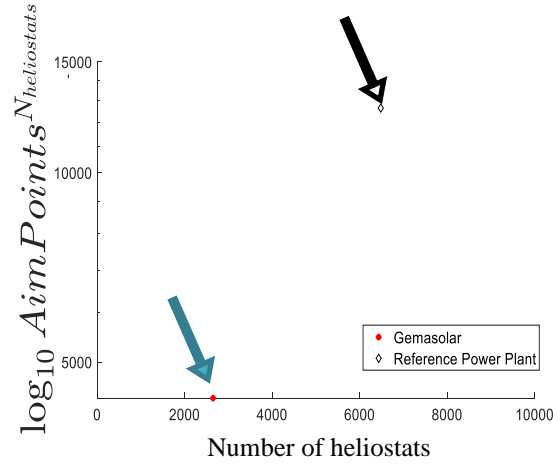 log10 AimPoints^Nheliostats
15000
10000
5000
0
2000
4000
6000
8000
10000
Gemasolar
Reference Power Plant
Number of heliostats